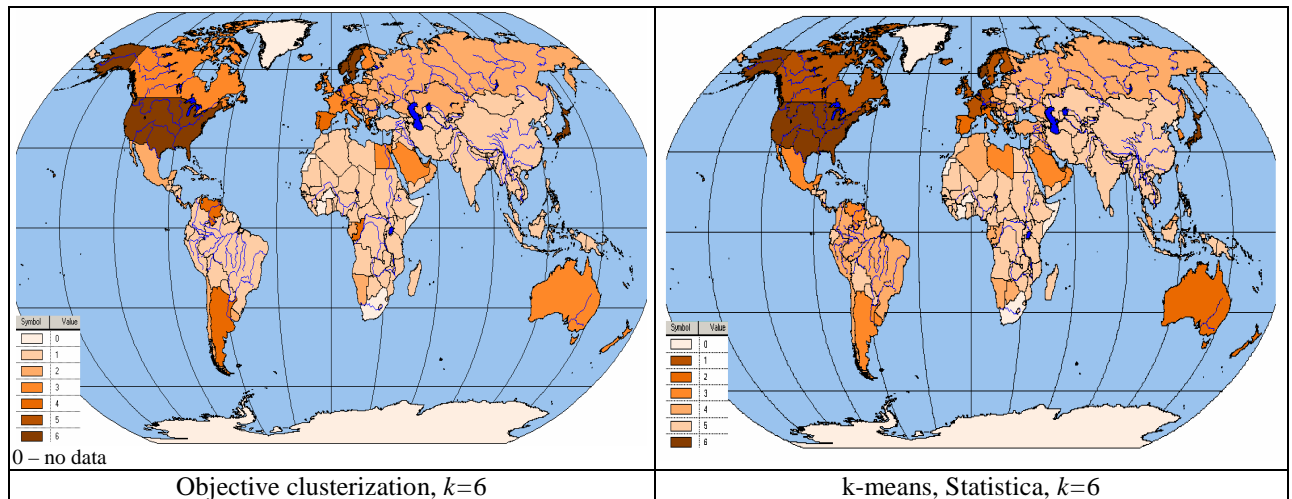 Symbol Value
0
1
2
3
4
5
6
0 – no data
Objective clusterization, k=6
Symbol Value
0
1
2
3
4
5
6
k-means, Statistica, k=6